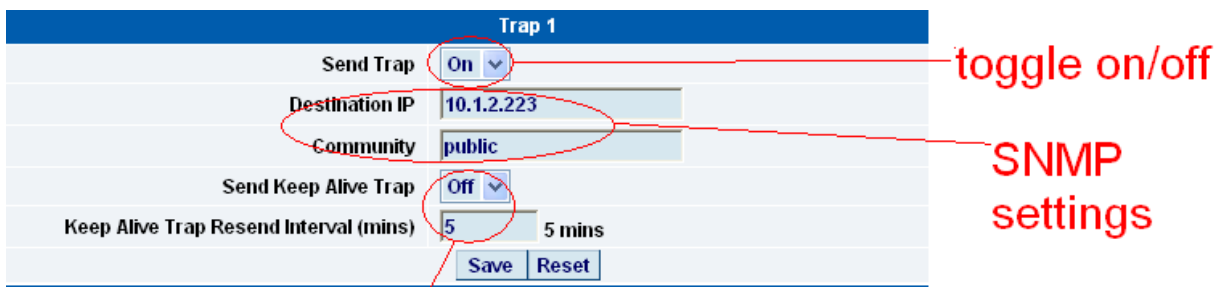 Trap 1
Send Trap On toggle on/off
Destination IP 10.1.2.223
Community public SNMP
settings
Send Keep Alive Trap Off
Keep Alive Trap Resend Interval (mins) 5 5 mins
Save Reset